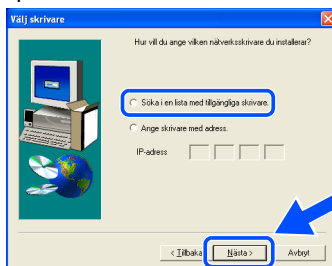 Välj skrivare
Hur vill du ange vilken nätverksskrivare du installerar?
Söka i en lista med tillgängliga skrivare.
Ange skrivare med adress.
IP-adress
< Tillbaka
Nästa >
Avbryt